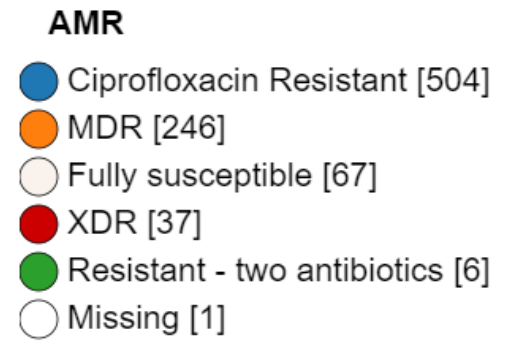 AMR
Ciprofloxacin Resistant [504]
MDR [246]
Fully susceptible [67]
XDR [37]
Resistant - two antibiotics [6]
Missing [1]